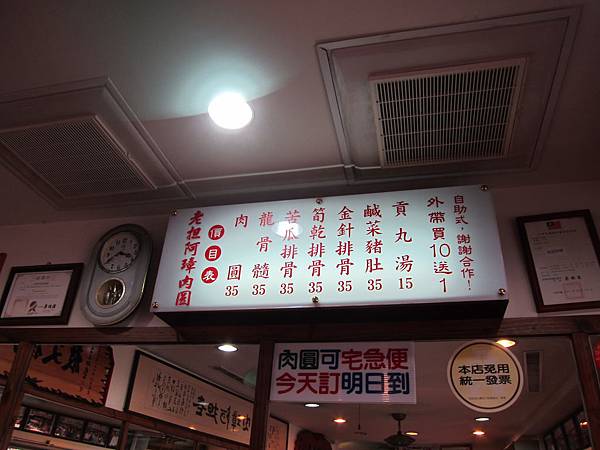 老担阿璋肉圓
價目表
肉圓 35
龍骨髓 35
苦瓜排骨 35
筍乾排骨 35
金針排骨 35
鹹菜豬肚 35
貢丸湯 15
外帶買10送1
自助式，謝謝合作！
肉圓可宅急便
今天訂明日到
本店免用
統一發票